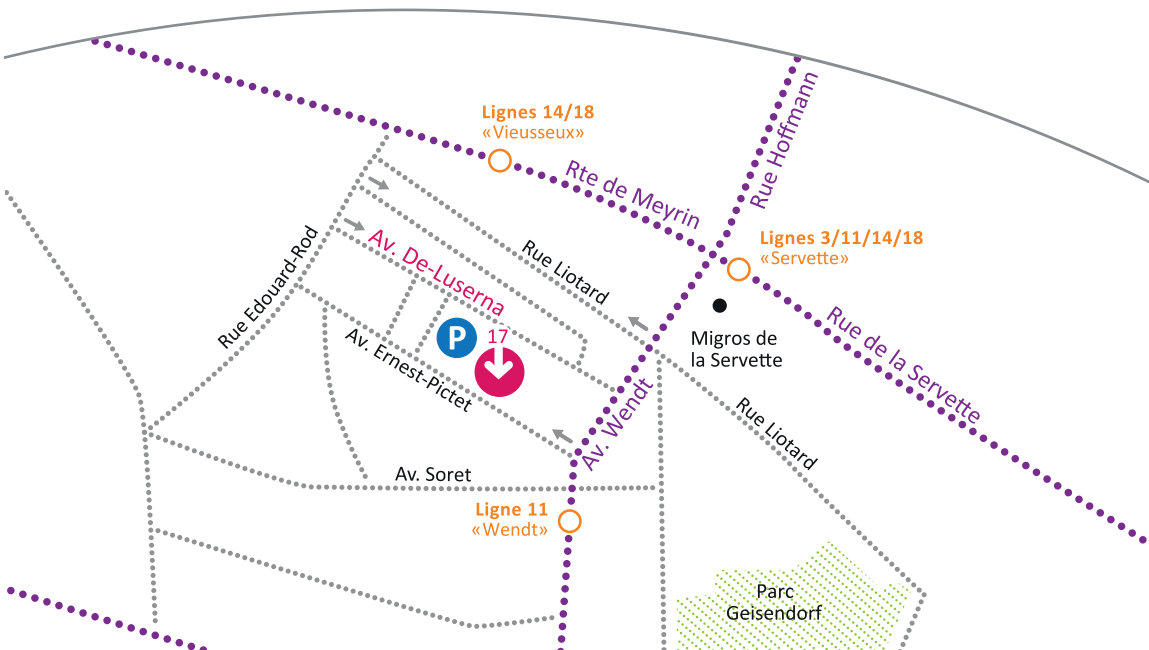 Lignes 14/18
«Vieusseux»
Rue Hoffmann
Rte de Meyrin
Lignes 3/11/14/18
«Servette»
Rue Edouard-Rod
Av. De-Luserna
Rue Liotard
P
17
Migros de
la Servette
Rue de la Servette
Av. Ernest-Pictet
Av. Wendt
Rue Liotard
Av. Soret
Ligne 11
«Wendt»
Parc
Geisendorf